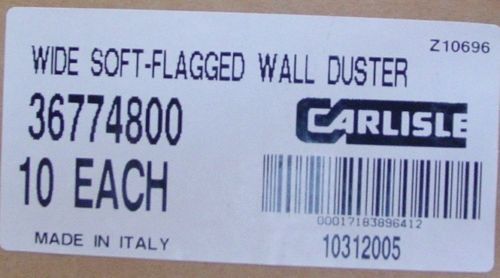 Z10696
WIDE SOFT-FLAGGED WALL DUSTER
36774800
CARLISLE
10 EACH
00017183896412
MADE IN ITALY
10312005